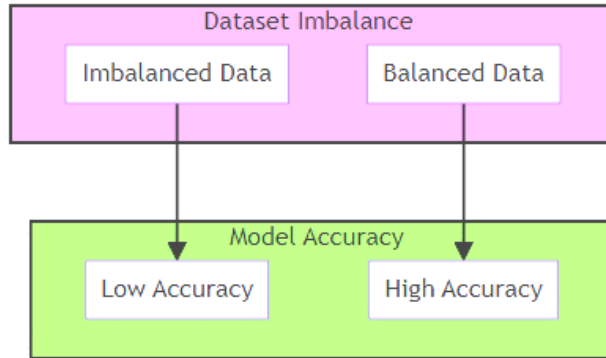 Dataset Imbalance
Imbalanced Data
Balanced Data
Model Accuracy
Low Accuracy
High Accuracy